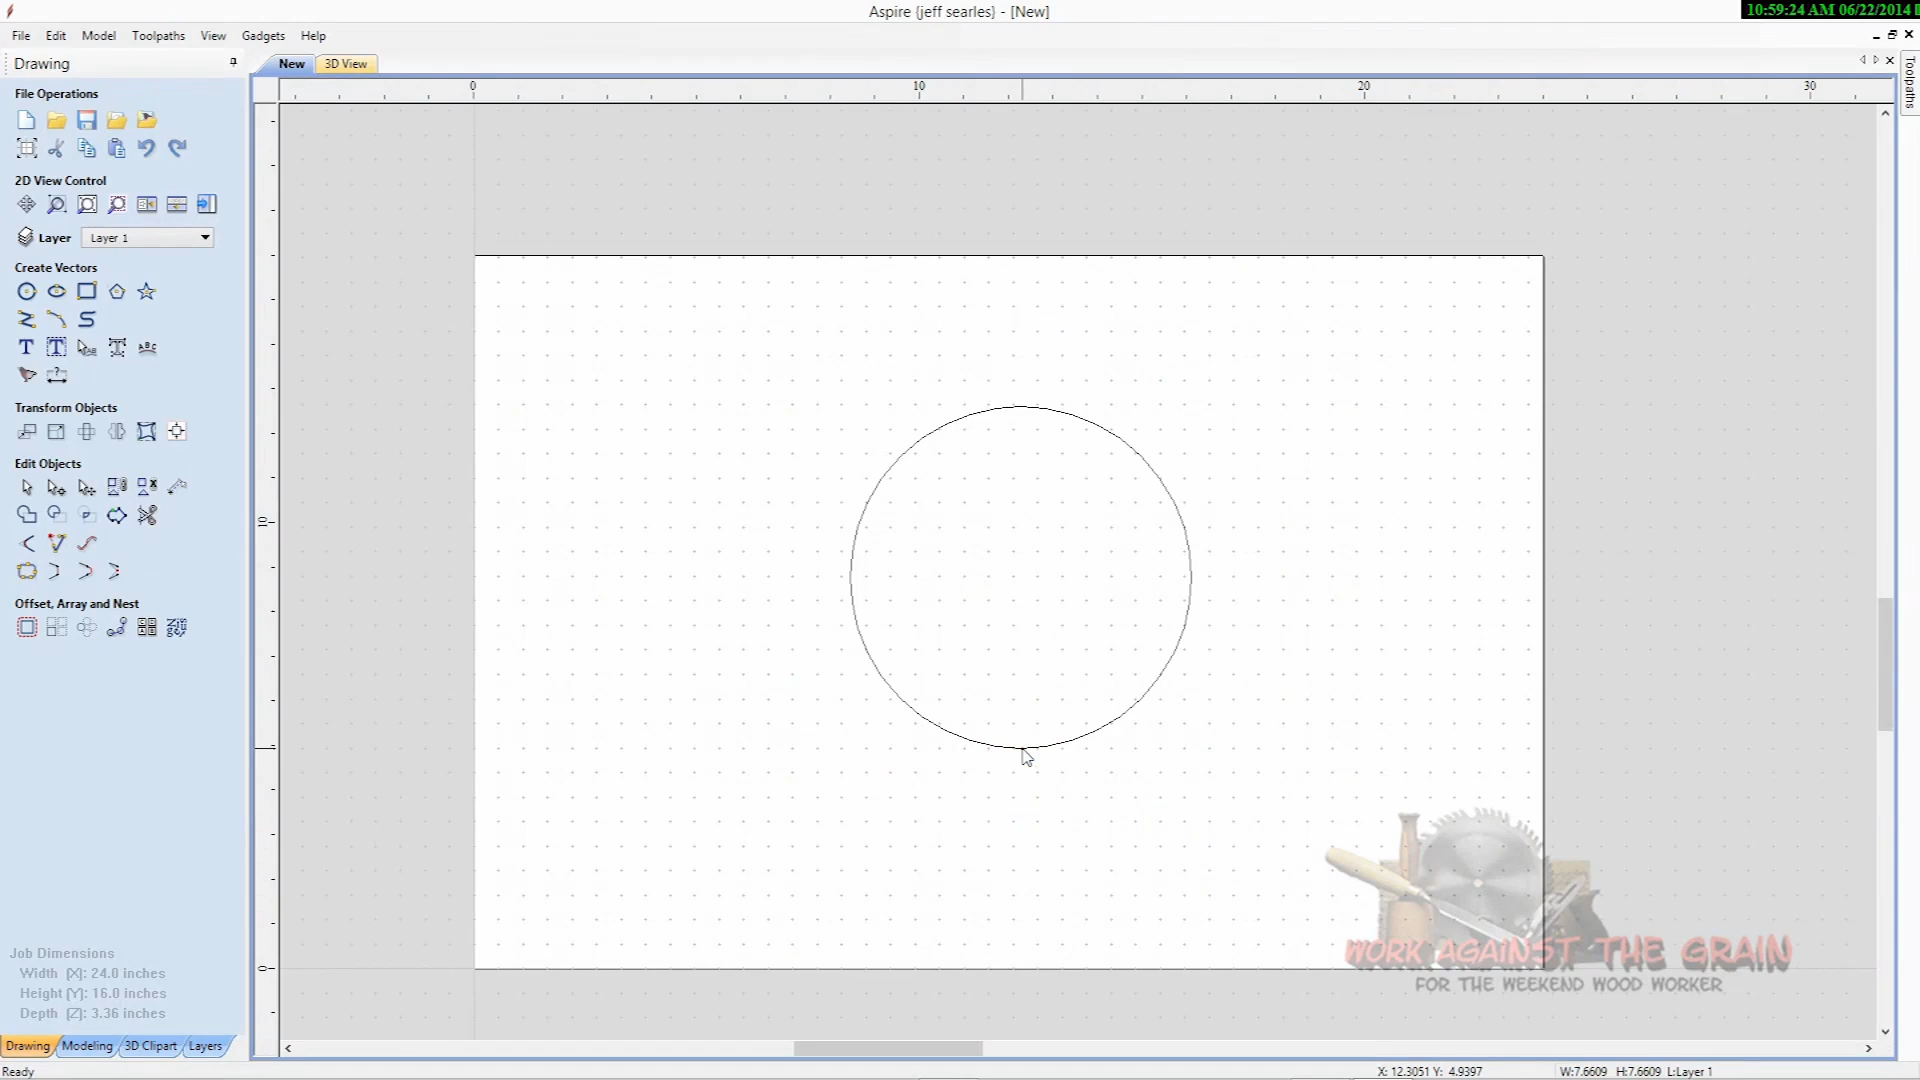 Aspire {jeff searles} - [New]
10:59:24 AM 06/22/2014
File Edit Model Toolpaths View Gadgets Help
Drawing
New 3D View
Toolpaths
0 10 20 30
File Operations
2D View Control
Layer Layer 1
Create Vectors
Transform Objects
Edit Objects
10
Offset, Array and Nest
0
WORK AGAINST THE GRAIN
FOR THE WEEKEND WOOD WORKER
Job Dimensions
Width (X): 24.0 inches
Height (Y): 16.0 inches
Depth (Z): 3.36 inches
Drawing Modeling 3D Clipart Layers
Ready
X: 12.3051 Y: 4.9397 W:7.6609 H:7.6609 L:Layer 1